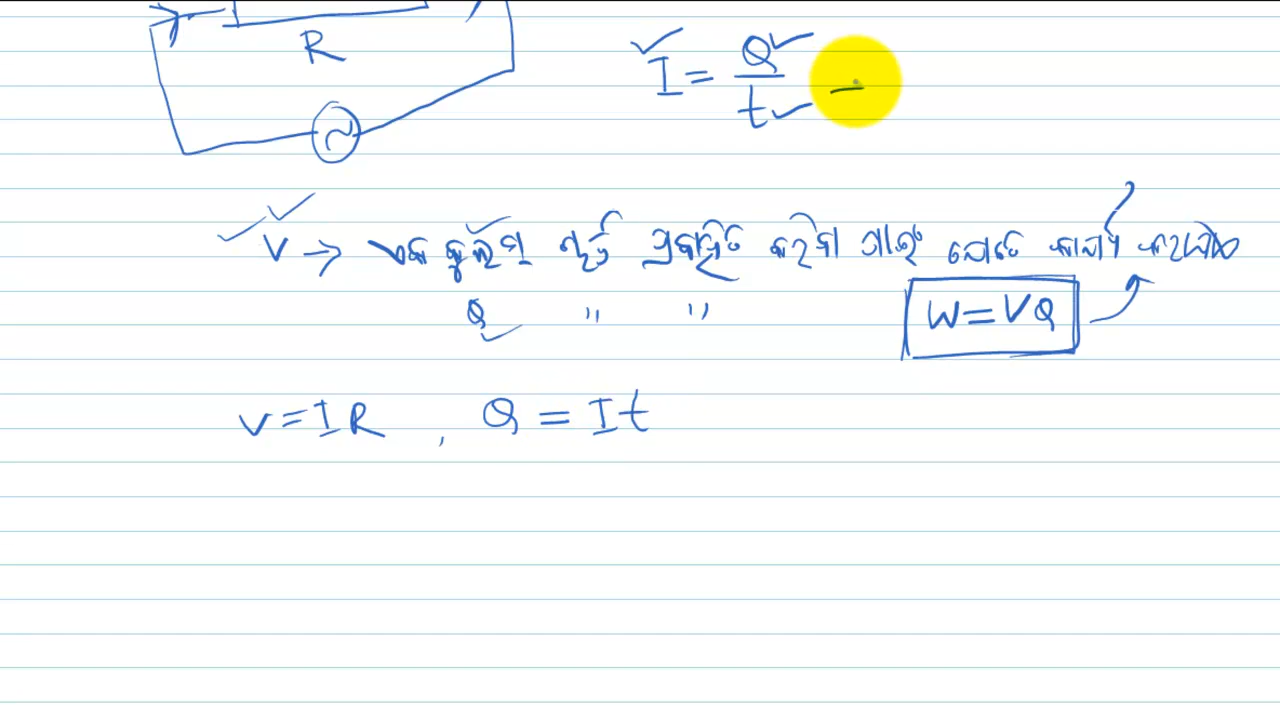 R
I = Q/t =
V → ଏକ କୁଲମ୍ ଚାର୍ଜ ପ୍ରବାହିତ କରିବା ପାଇଁ ଯେତେ କାର୍ଯ୍ୟ
Q " "
W = VQ
V = IR , Q = It